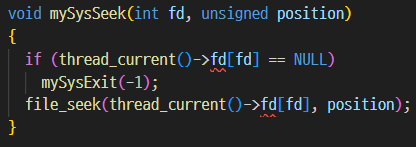 void mySysSeek(int fd, unsigned position)
{
  if (thread_current()->fd[fd] == NULL)
    mySysExit(-1);
  file_seek(thread_current()->fd[fd], position);
}